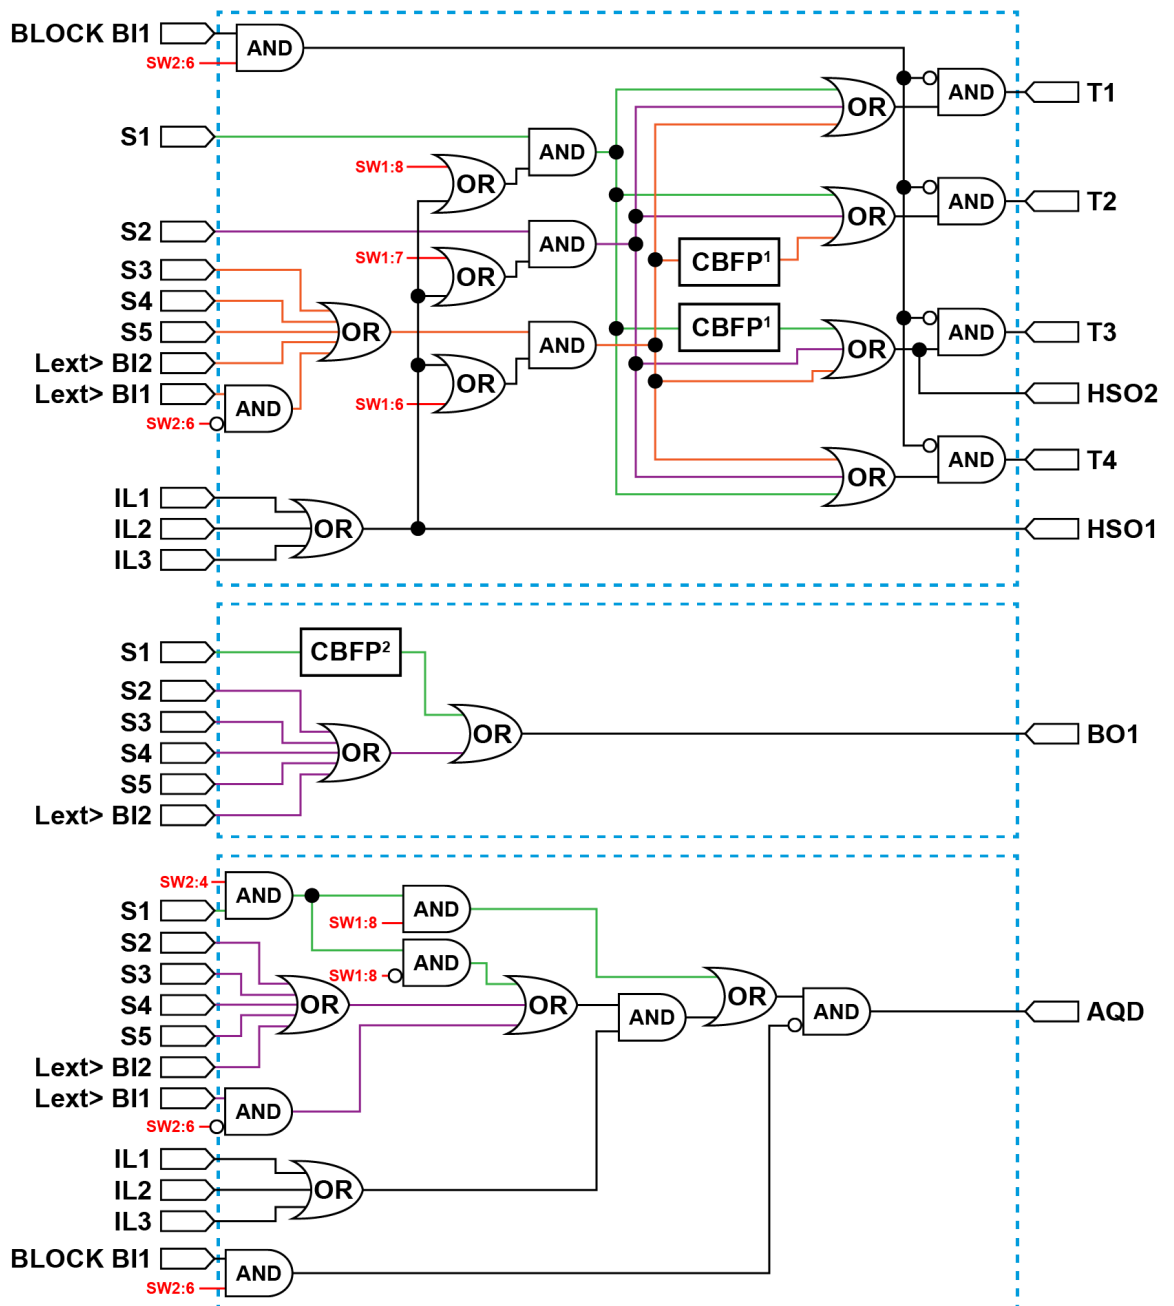 BLOCK BI1
AND
SW2:6
AND
T1
OR
S1
AND
SW1:8
OR
AND
T2
OR
S2
AND
SW1:7
OR
CBFP¹
S3
S4
CBFP¹
S5
OR
AND
OR
AND
T3
Lext> BI2
OR
Lext> BI1
HSO2
SW1:6
AND
SW2:6
AND
T4
OR
IL1
IL2
OR
HSO1
IL3
S1
CBFP²
S2
S3
OR
BO1
S4
OR
S5
Lext> BI2
SW2:4
AND
AND
S1
SW1:8
S2
AND
S3
SW1:8
OR
S4
OR
OR
AND
AND
AQD
S5
Lext> BI2
Lext> BI1
AND
SW2:6
IL1
IL2
OR
IL3
BLOCK BI1
AND
SW2:6